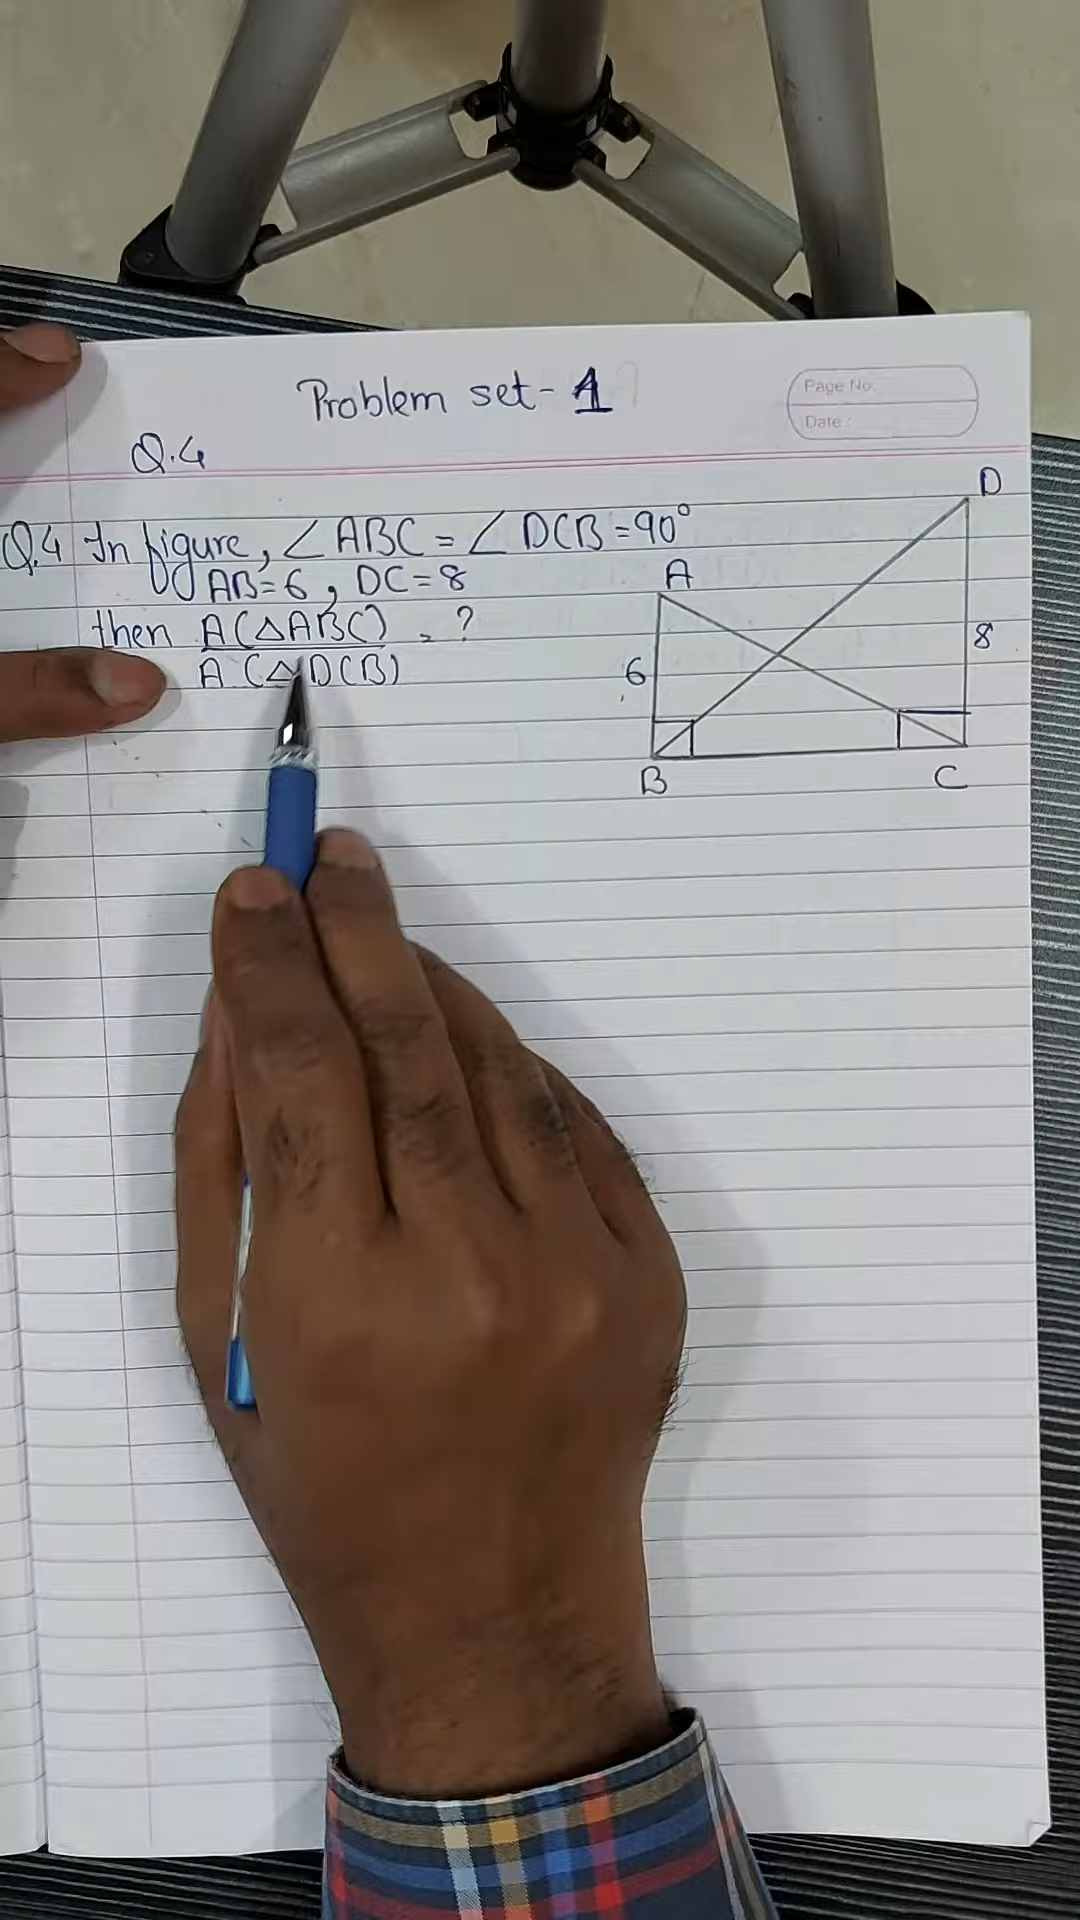 Problem set-1
Page No.
Date :
Q.4
Q.4 In figure, ∠ABC = ∠DCB = 90°
AB=6, DC=8
then A(△ABC) = ?
A(△DCB)
D
A
6
8
B
C